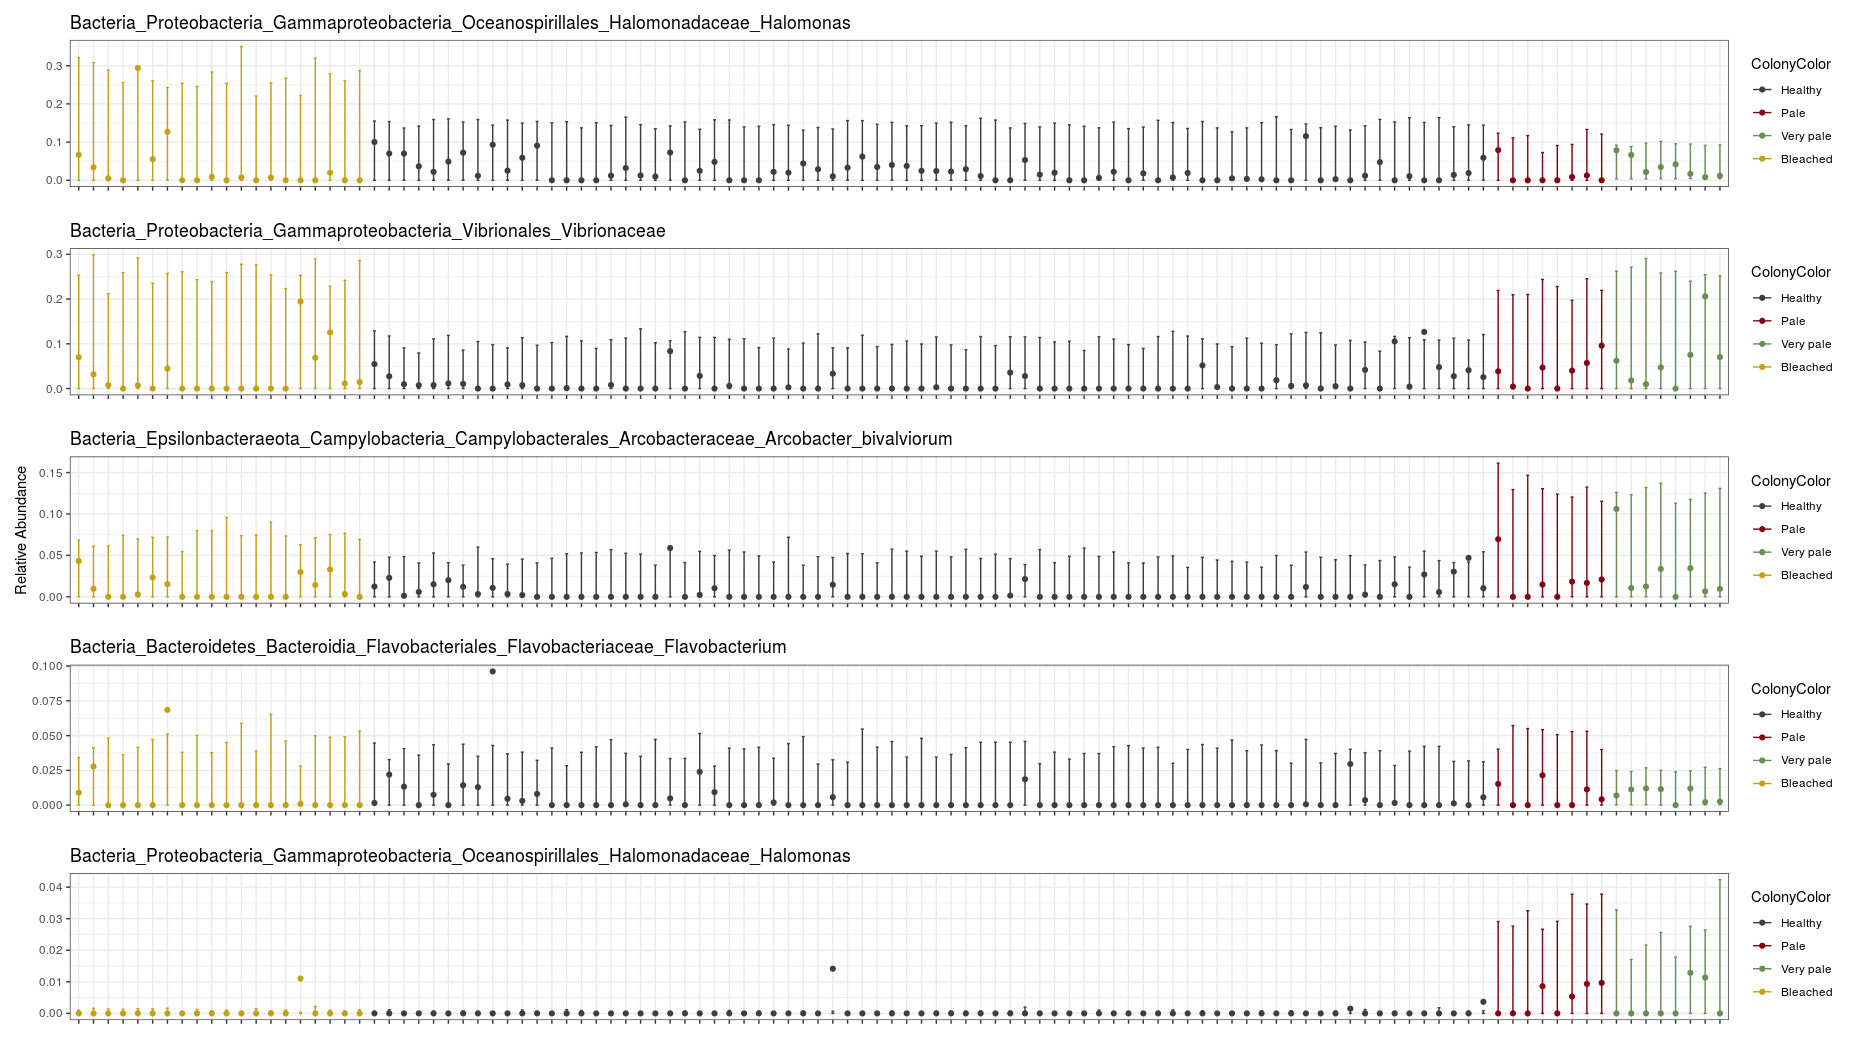 Bacteria_Proteobacteria_Gammaproteobacteria_Oceanospirillales_Halomonadaceae_Halomonas
0.3
0.2
0.1
0.0
ColonyColor
Healthy
Pale
Very pale
Bleached
Bacteria_Proteobacteria_Gammaproteobacteria_Vibrionales_Vibrionaceae
0.3
0.2
0.1
0.0
ColonyColor
Healthy
Pale
Very pale
Bleached
Relative Abundance
Bacteria_Epsilonbacteraeota_Campylobacteria_Campylobacterales_Arcobacteraceae_Arcobacter_bivalviorum
0.15
0.10
0.05
0.00
ColonyColor
Healthy
Pale
Very pale
Bleached
Bacteria_Bacteroidetes_Bacteroidia_Flavobacteriales_Flavobacteriaceae_Flavobacterium
0.100
0.075
0.050
0.025
0.000
ColonyColor
Healthy
Pale
Very pale
Bleached
Bacteria_Proteobacteria_Gammaproteobacteria_Oceanospirillales_Halomonadaceae_Halomonas
0.04
0.03
0.02
0.01
0.00
ColonyColor
Healthy
Pale
Very pale
Bleached